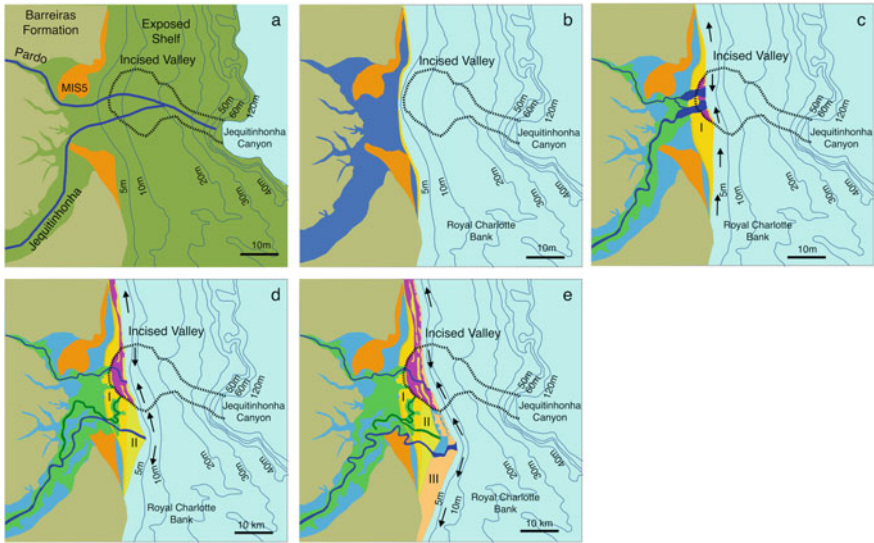 a
Barreiras
Formation
Exposed
Shelf
Pardo
Incised Valley
MIS5
50m
60m
120m
Jequitinhonha
Canyon
5m
10m
20m
30m
40m
Jequitinhonha
10m
b
Incised Valley
50m
60m
120m
Jequitinhonha
Canyon
5m
10m
20m
30m
40m
Royal Charlotte
Bank
10m
c
Incised Valley
50m
60m
120m
I
Jequitinhonha
Canyon
5m
10m
20m
30m
40m
Royal Charlotte
Bank
10m
d
Incised Valley
50m
60m
120m
I
Jequitinhonha
Canyon
II
5m
10m
20m
30m
40m
Royal Charlotte
Bank
10 km
e
Incised Valley
50m
60m
120m
I
Jequitinhonha
Canyon
II
III
5m
10m
20m
30m
40m
Royal Charlotte
Bank
10 km